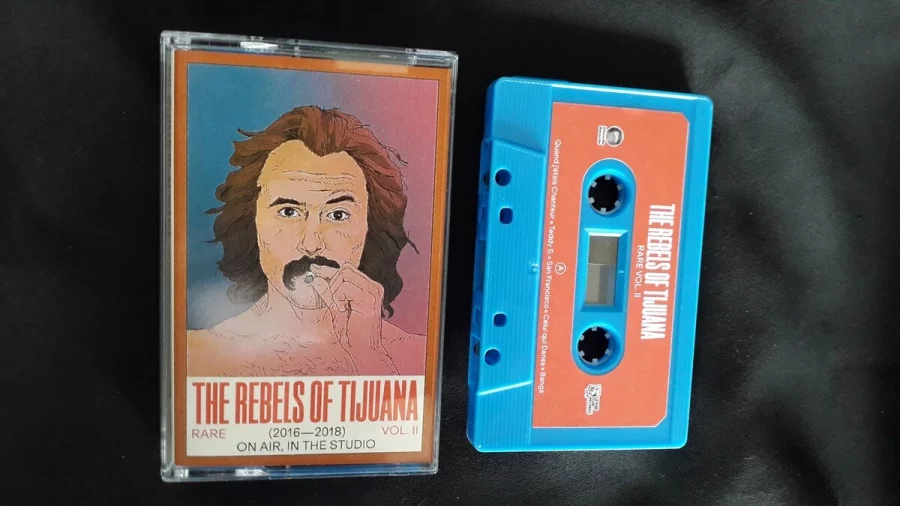 THE REBELS OF TIJUANA
RARE (2016—2018) VOL. II
ON AIR, IN THE STUDIO
THE REBELS OF TIJUANA
RARE VOL. II
A
Quand j'étais Chanteur • Teddy S. • San Francisco • Celui qui Danse • Bangs